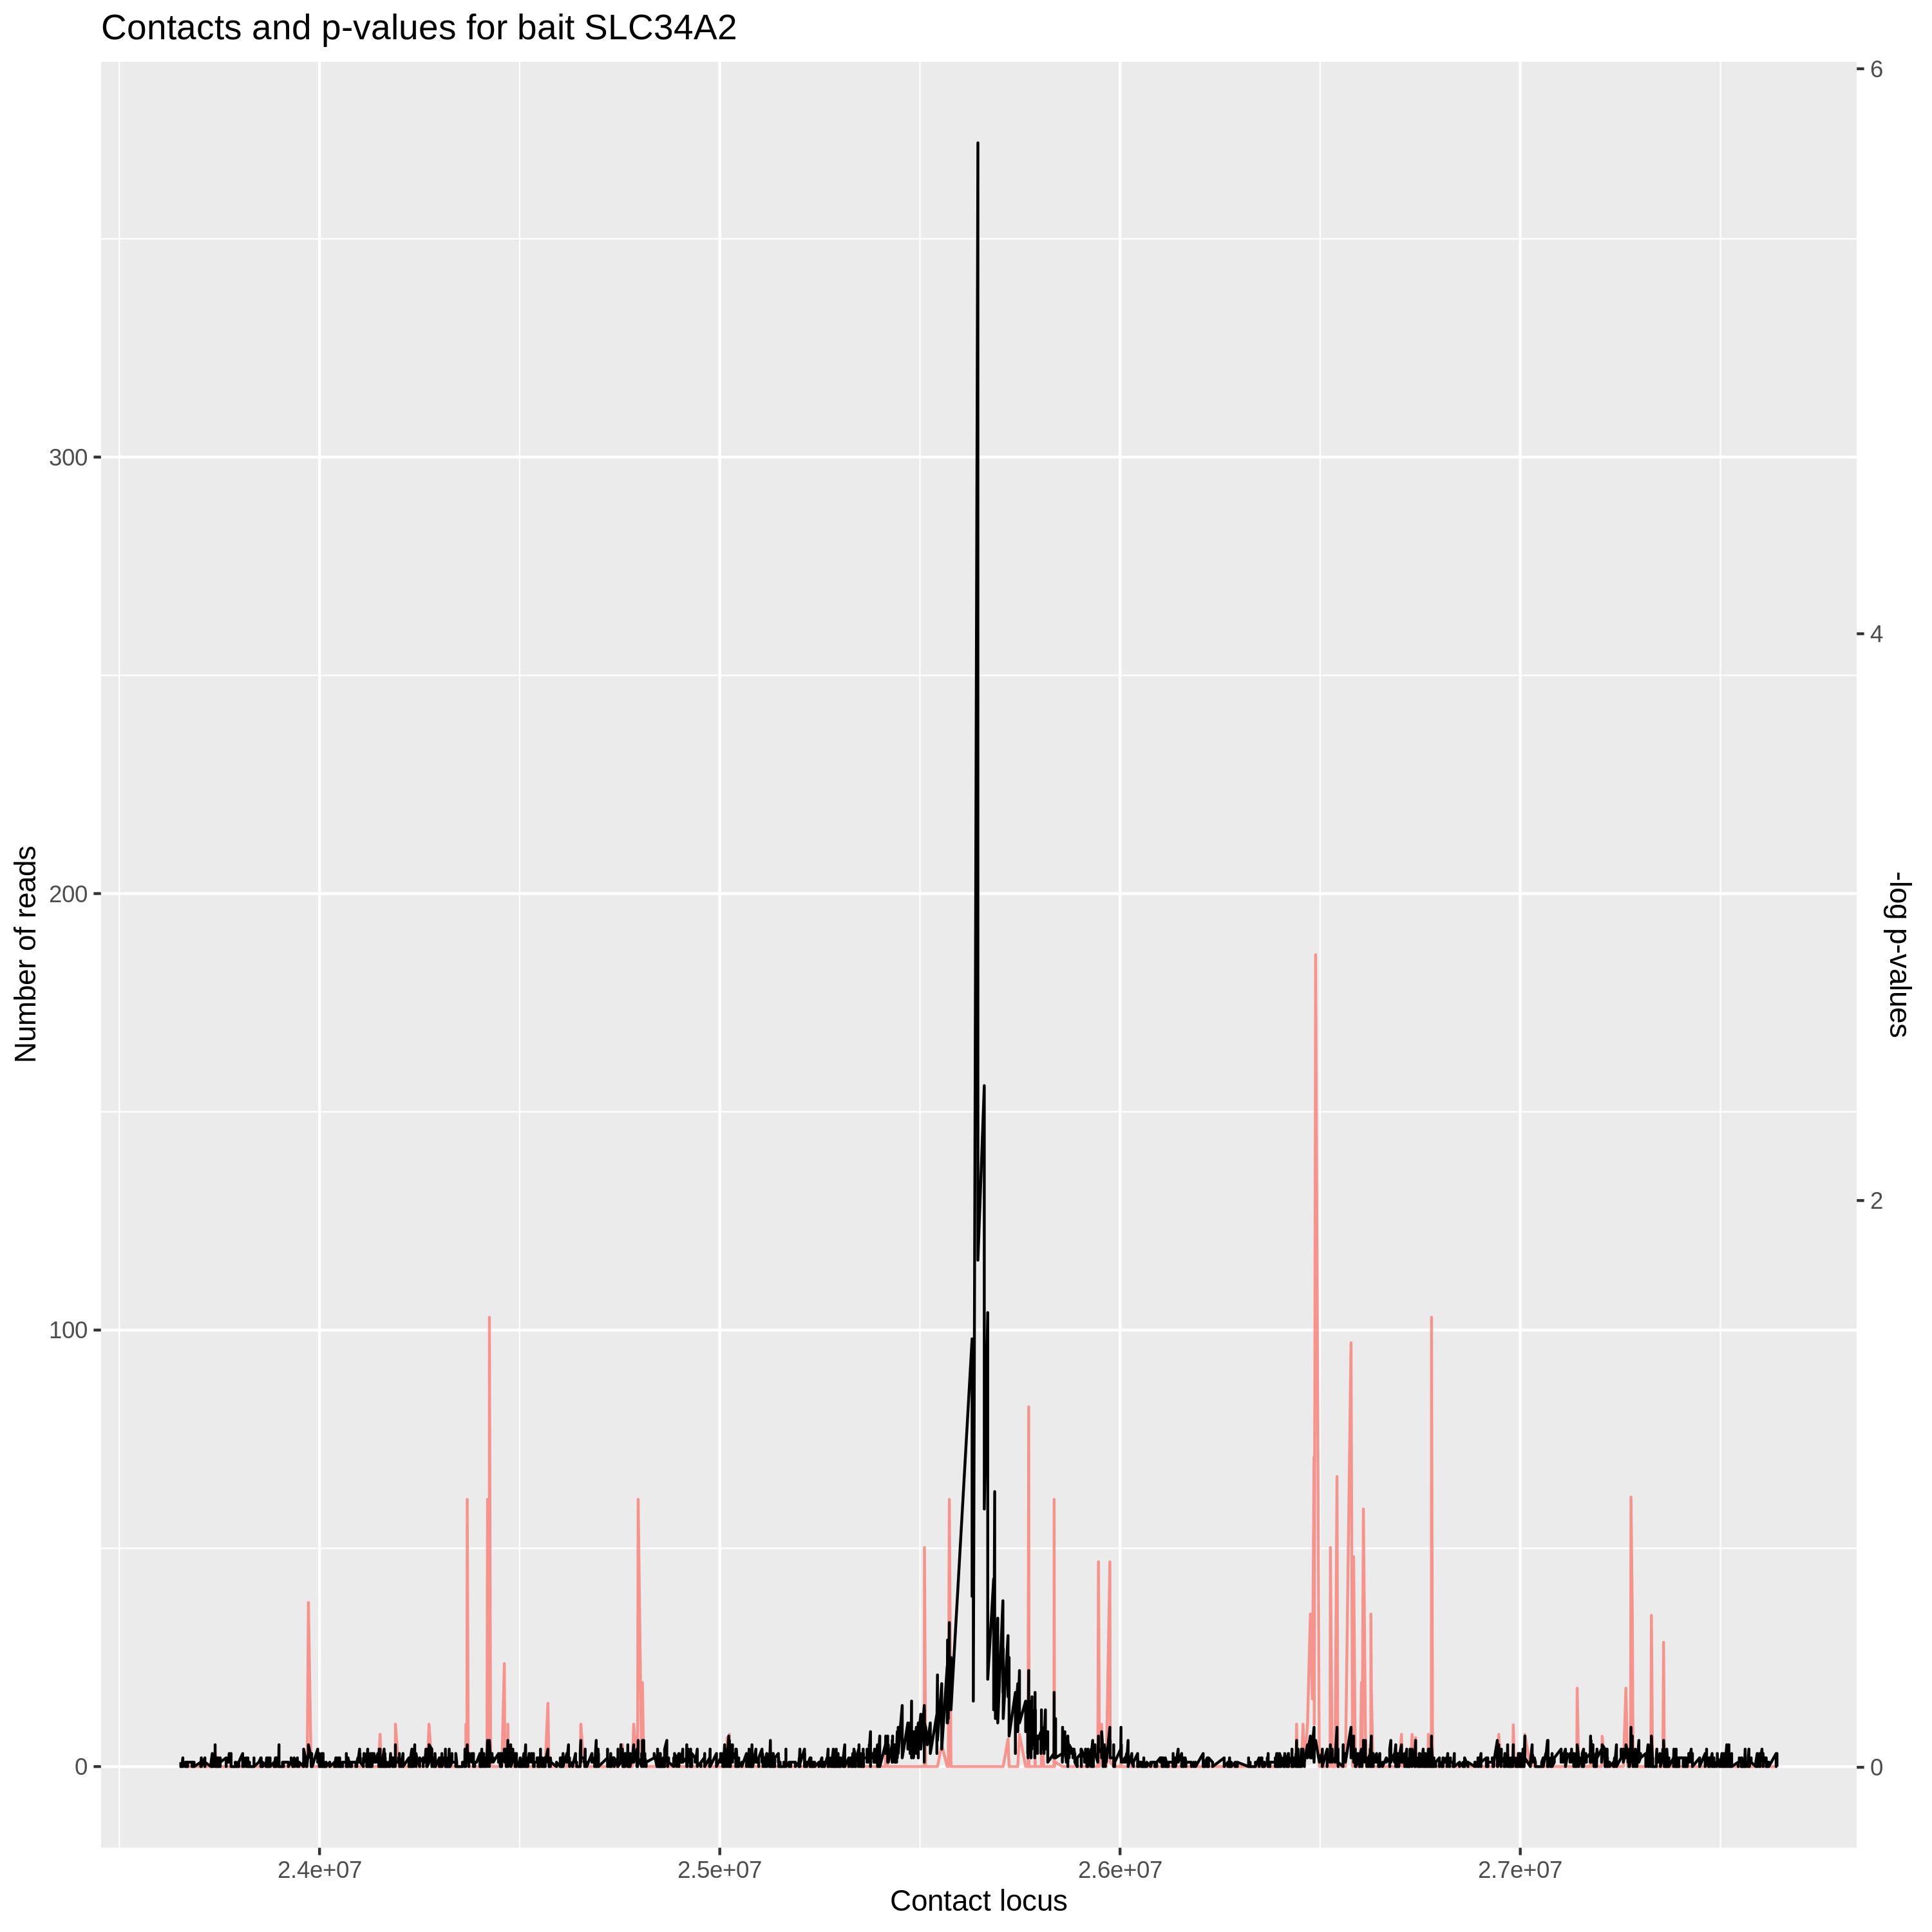 Contacts and p-values for bait SLC34A2
Number of reads
300
200
100
0
6
4
2
0
-log p-values
2.4e+07
2.5e+07
2.6e+07
2.7e+07
Contact locus